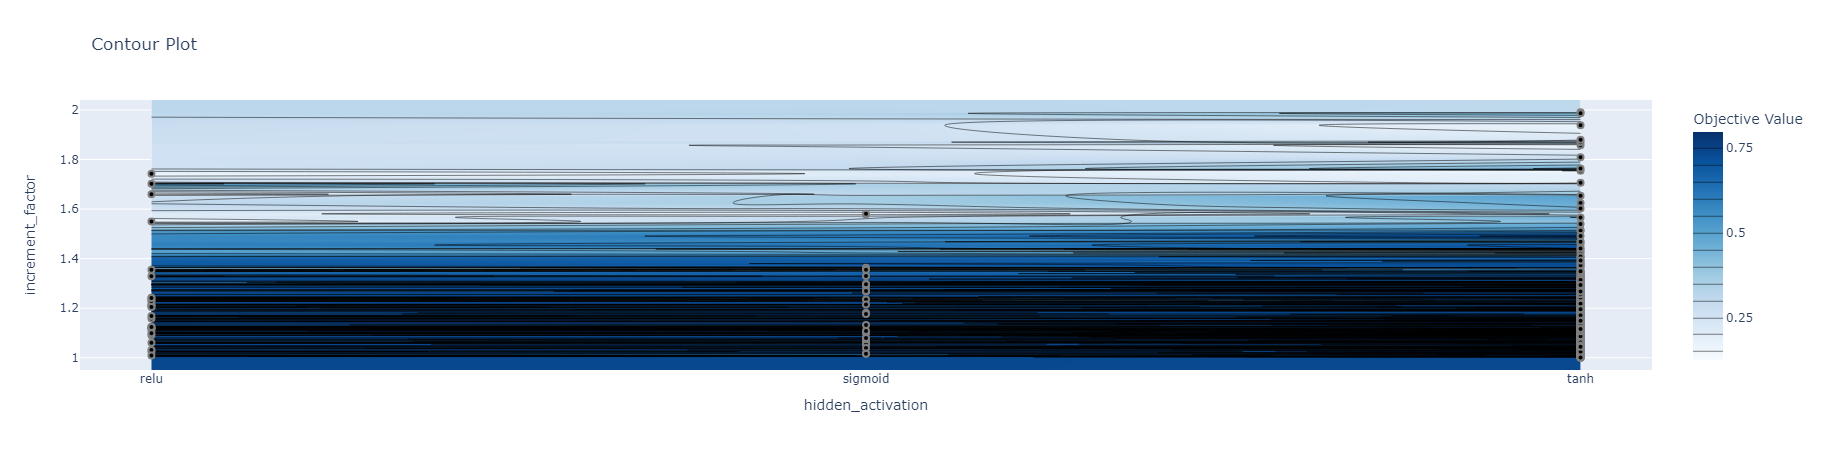 Contour Plot
Objective Value
2
1.8
1.6
1.4
1.2
1
increment_factor
relu
sigmoid
tanh
hidden_activation
0.75
0.5
0.25